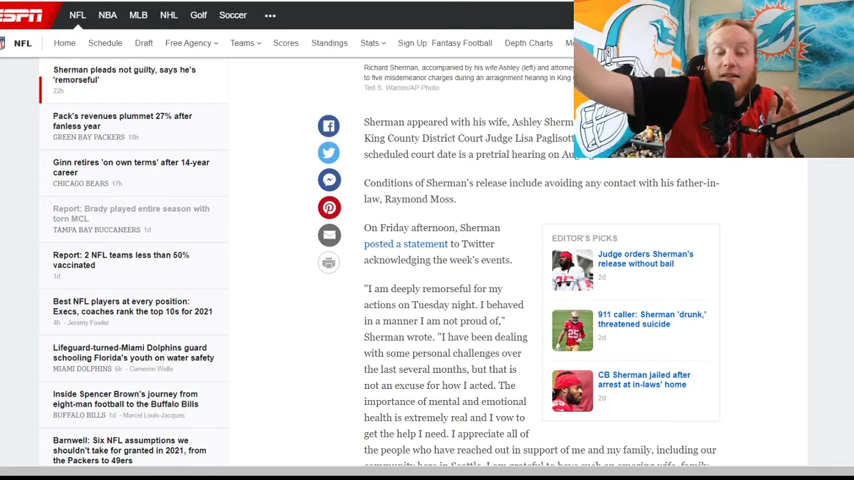 ESPN
NFL
NBA
MLB
NHL
Golf
Soccer
•••
NFL
Home
Schedule
Draft
Free Agency
Teams
Scores
Standings
Stats
Sign Up
Fantasy Football
Depth Charts
Sherman pleads not guilty, says he's
'remorseful'
22h
Pack's revenues plummet 27% after
fanless year
GREEN BAY PACKERS 18h
Ginn retires 'on own terms' after 14-year
career
CHICAGO BEARS 17h
Report: Brady played entire season with
torn MCL
TAMPA BAY BUCCANEERS 1d
Report: 2 NFL teams less than 50%
vaccinated
1d
Best NFL players at every position:
Execs, coaches rank the top 10s for 2021
4h - Jeremy Fowler
Lifeguard-turned-Miami Dolphins guard
schooling Florida's youth on water safety
MIAMI DOLPHINS 6h - Cameron Wolfe
Inside Spencer Brown's journey from
eight-man football to the Buffalo Bills
BUFFALO BILLS 1d - Marcel Louis-Jacques
Barnwell: Six NFL assumptions we
shouldn't take for granted in 2021, from
the Packers to 49ers
Richard Sherman, accompanied by his wife Ashley (left) and attorney
to five misdemeanor charges during an arraignment hearing in King
Ted S. Warren/AP Photo
Sherman appeared with his wife, Ashley Sherm
King County District Court Judge Lisa Paglisott
scheduled court date is a pretrial hearing on Aug
Conditions of Sherman's release include avoiding any contact with his father-in-
law, Raymond Moss.
On Friday afternoon, Sherman
posted a statement to Twitter
acknowledging the week's events.
"I am deeply remorseful for my
actions on Tuesday night. I behaved
in a manner I am not proud of,"
Sherman wrote. "I have been dealing
with some personal challenges over
the last several months, but that is
not an excuse for how I acted. The
importance of mental and emotional
health is extremely real and I vow to
get the help I need. I appreciate all of
the people who have reached out in support of me and my family, including our
community here in Seattle. I am grateful to have such an amazing wife, family
EDITOR'S PICKS
Judge orders Sherman's
release without bail
2d
911 caller: Sherman 'drunk,'
threatened suicide
2d
CB Sherman jailed after
arrest at in-laws' home
2d